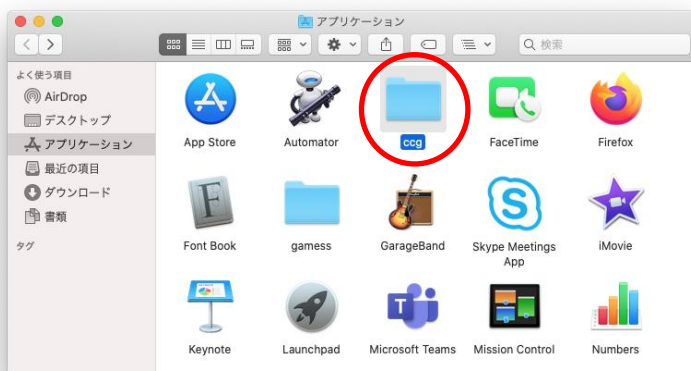 アプリケーション
検索
よく使う項目
AirDrop
デスクトップ
アプリケーション
最近の項目
ダウンロード
書類
タグ
App Store
Automator
ccg
FaceTime
Firefox
Font Book
gamess
GarageBand
Skype Meetings
App
iMovie
Keynote
Launchpad
Microsoft Teams
Mission Control
Numbers